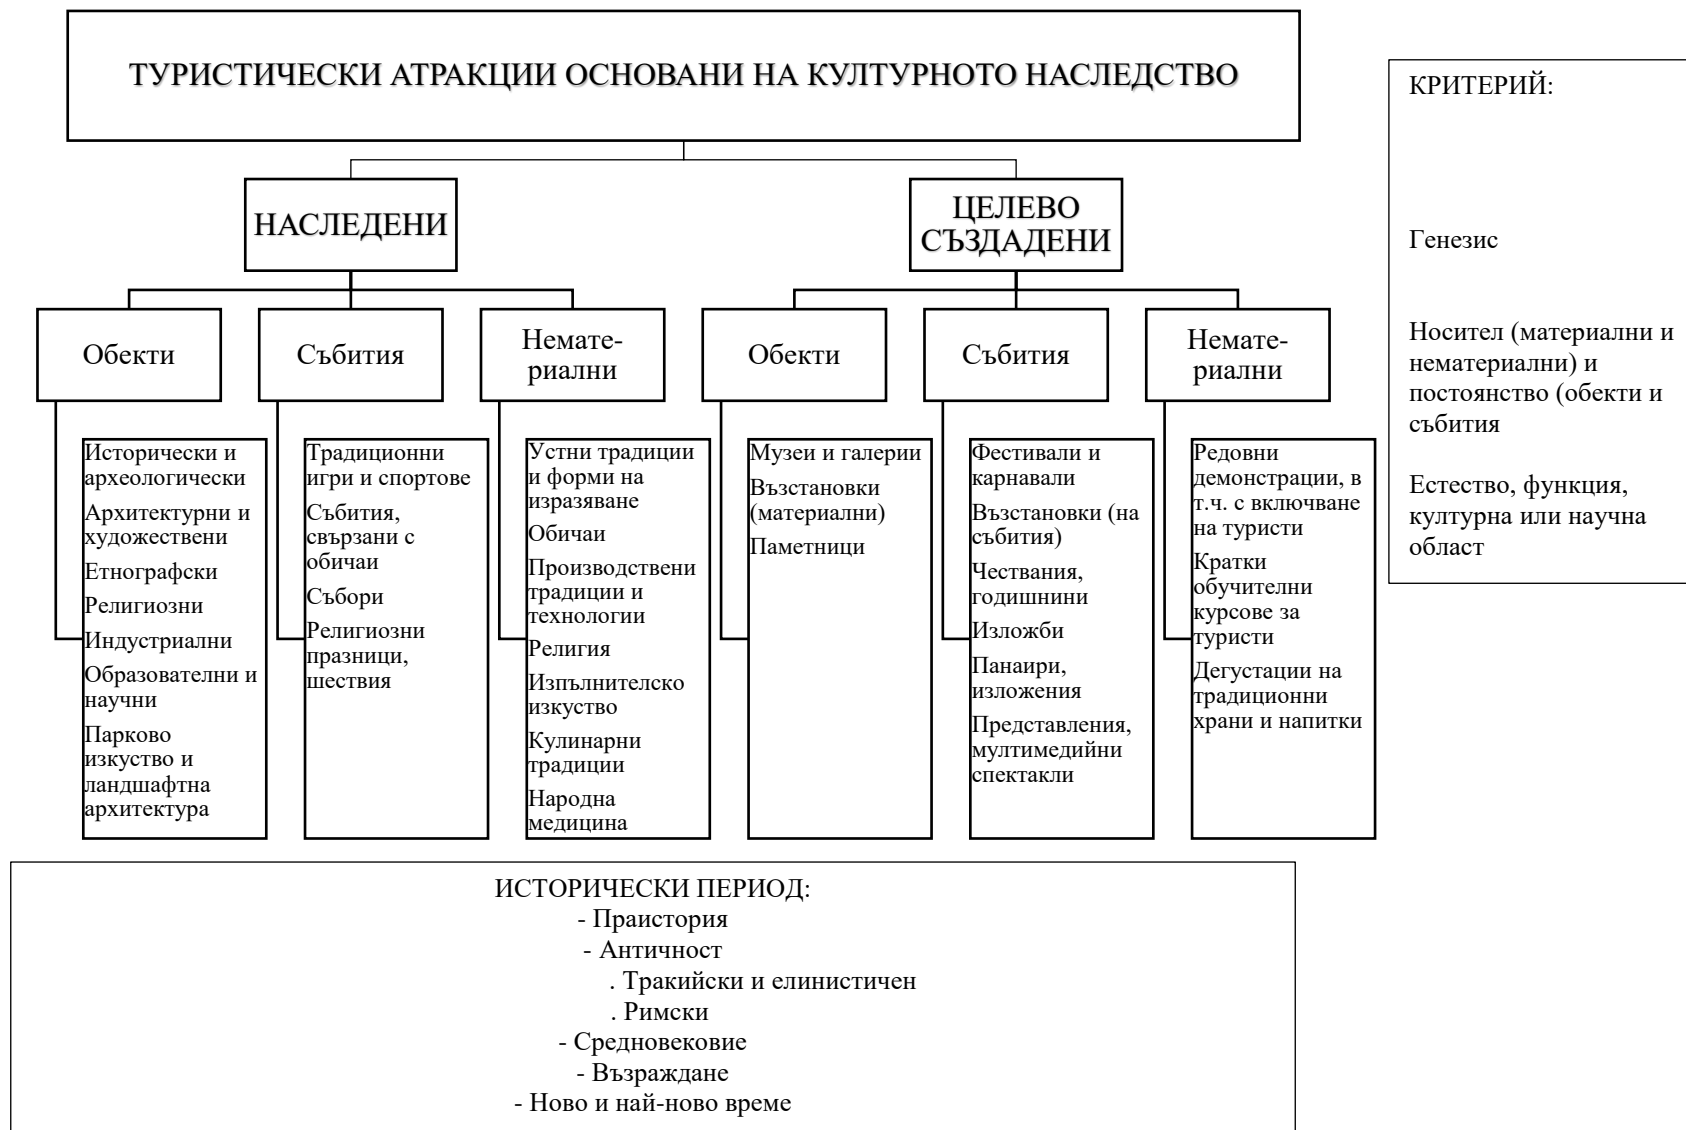 ТУРИСТИЧЕСКИ АТРАКЦИИ ОСНОВАНИ НА КУЛТУРНОТО НАСЛЕДСТВО
НАСЛЕДЕНИ
ЦЕЛЕВО
СЪЗДАДЕНИ
Обекти
Събития
Немате-
риални
Обекти
Събития
Немате-
риални
Исторически и
археологически
Архитектурни и
художествени
Етнографски
Религиозни
Индустриални
Образователни и
научни
Парково
изкуство и
ландшафтна
архитектура
Традиционни
игри и спортове
Събития,
свързани с
обичаи
Събори
Религиозни
празници,
шествия
Устни традиции
и форми на
изразяване
Обичаи
Производствени
традиции и
технологии
Религия
Изпълнителско
изкуство
Кулинарни
традиции
Народна
медицина
Музеи и галерии
Възстановки
(материални)
Паметници
Фестивали и
карнавали
Възстановки (на
събития)
Чествания,
годишнини
Изложби
Панаири,
изложения
Представления,
мултимедийни
спектакли
Редовни
демонстрации, в
т.ч. с включване
на туристи
Кратки
обучителни
курсове за
туристи
Дегустации на
традиционни
храни и напитки
КРИТЕРИЙ:
Генезис
Носител (материални и
нематериални) и
постоянство (обекти и
събития
Естество, функция,
културна или научна
област
ИСТОРИЧЕСКИ ПЕРИОД:
- Праистория
- Античност
. Тракийски и елинистичен
. Римски
- Средновековие
- Възраждане
- Ново и най-ново време